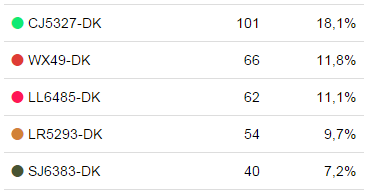 CJ5327-DK 101 18,1%
WX49-DK 66 11,8%
LL6485-DK 62 11,1%
LR5293-DK 54 9,7%
SJ6383-DK 40 7,2%